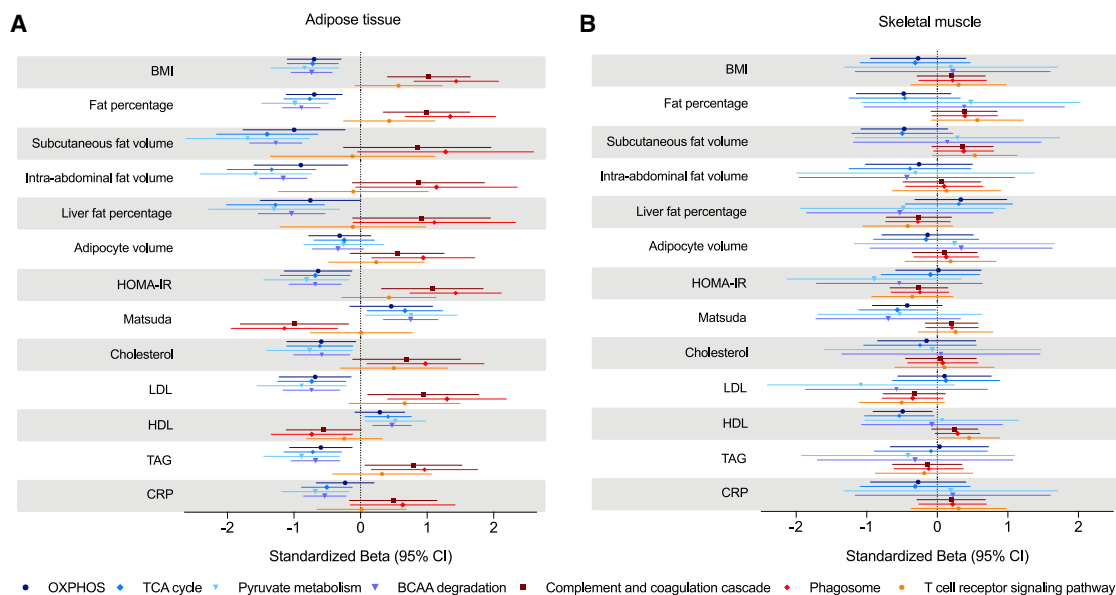 A
Adipose tissue
BMI
Fat percentage
Subcutaneous fat volume
Intra-abdominal fat volume
Liver fat percentage
Adipocyte volume
HOMA-IR
Matsuda
Cholesterol
LDL
HDL
TAG
CRP
-2 -1 0 1 2
Standardized Beta (95% CI)
B
Skeletal muscle
BMI
Fat percentage
Subcutaneous fat volume
Intra-abdominal fat volume
Liver fat percentage
Adipocyte volume
HOMA-IR
Matsuda
Cholesterol
LDL
HDL
TAG
CRP
-2 -1 0 1 2
Standardized Beta (95% CI)
OXPHOS TCA cycle Pyruvate metabolism BCAA degradation Complement and coagulation cascade Phagosome T cell receptor signaling pathway